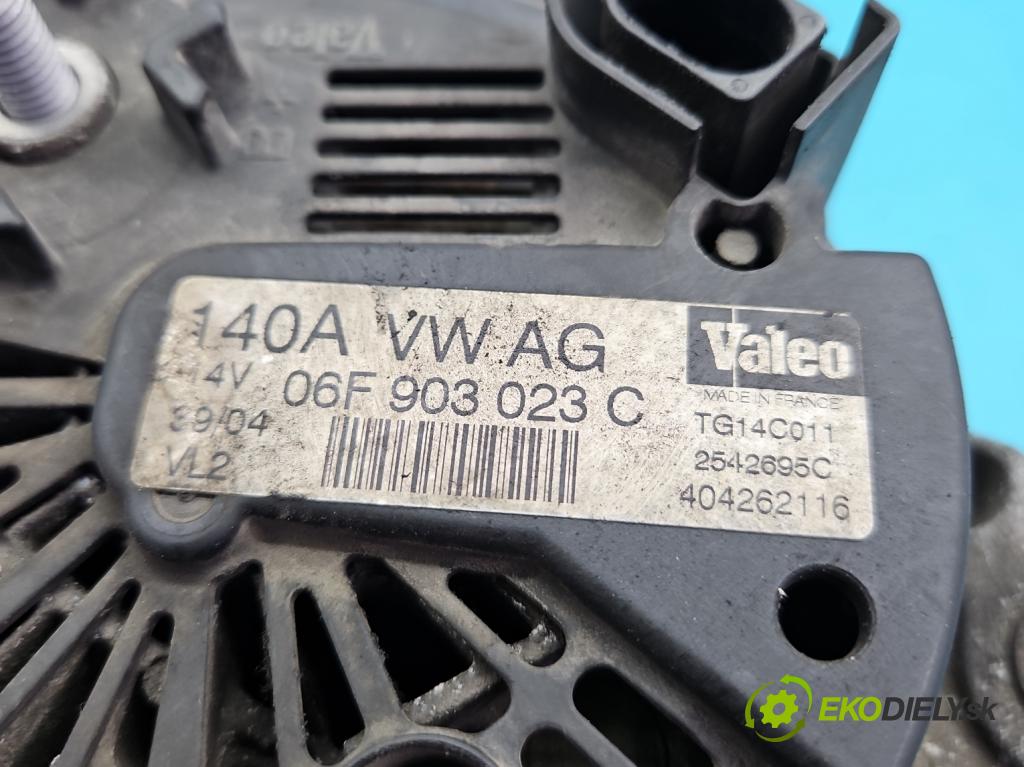 Valeo
140A VW AG
14V 06F 903 023 C
39/04
VL2
Valeo
MADE IN FRANCE
TG14C011
2542695C
404262116
EKODIELY.sk